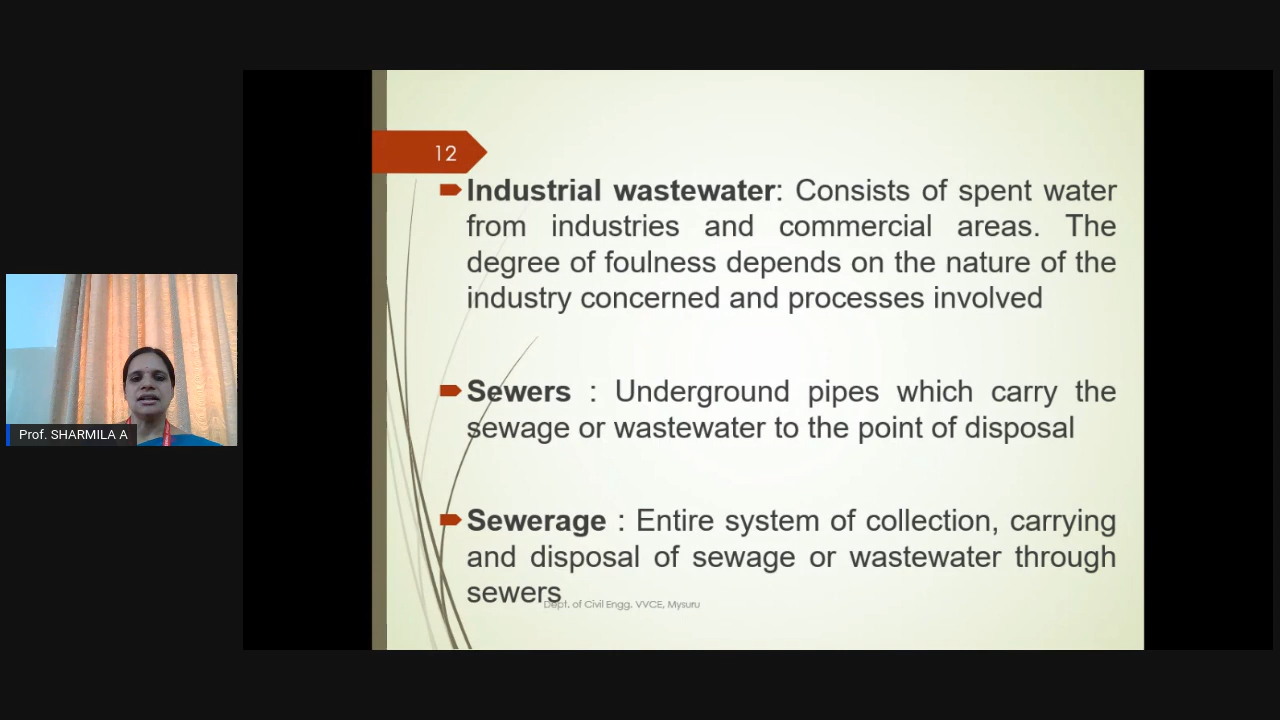 12
Industrial wastewater: Consists of spent water
from industries and commercial areas. The
degree of foulness depends on the nature of the
industry concerned and processes involved
Sewers : Underground pipes which carry the
sewage or wastewater to the point of disposal
Sewerage : Entire system of collection, carrying
and disposal of sewage or wastewater through
sewers
Dept. of Civil Engg. VVCE, Mysuru
Prof. SHARMILA A